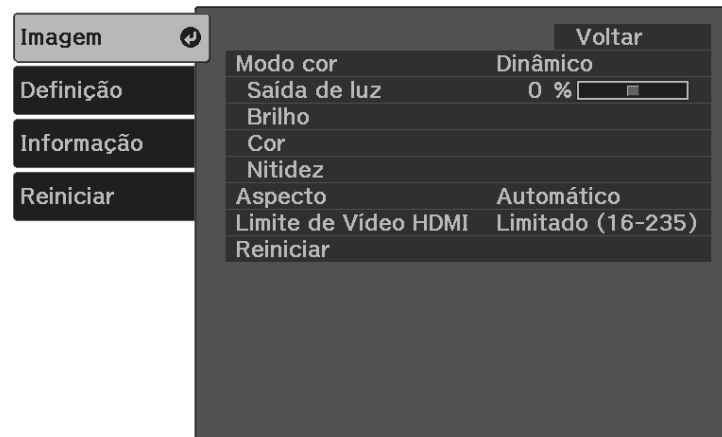 Imagem
Definição
Informação
Reiniciar
Voltar
Modo cor Dinâmico
Saída de luz 0 %
Brilho
Cor
Nitidez
Aspecto Automático
Limite de Vídeo HDMI Limitado (16-235)
Reiniciar